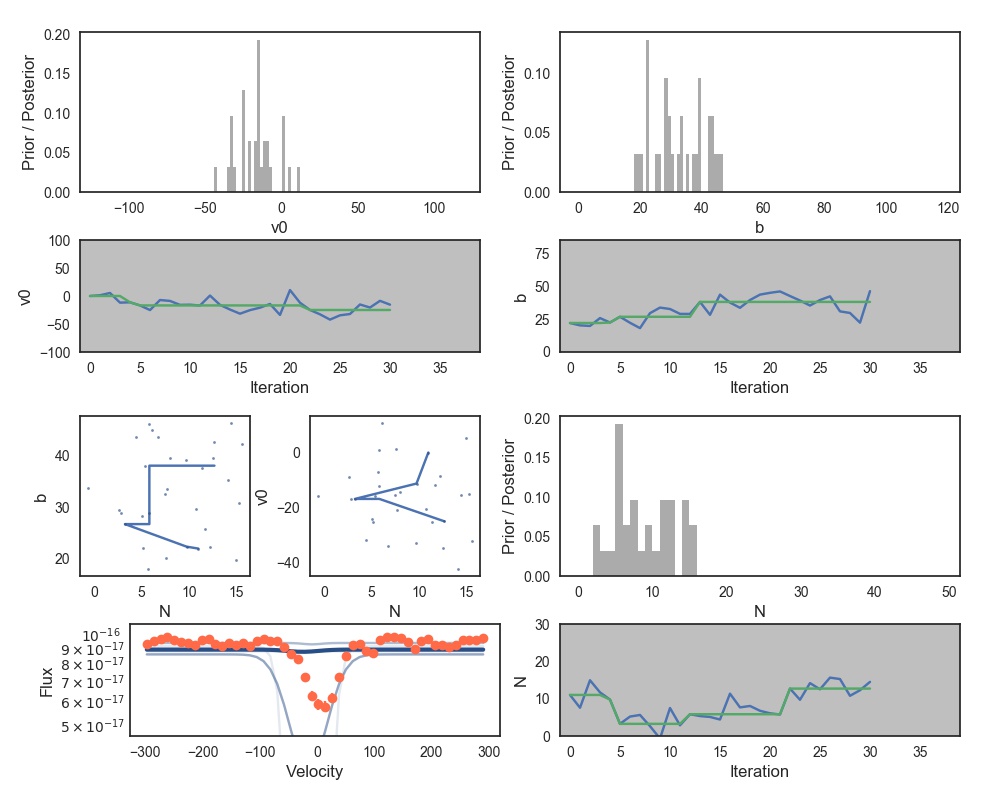 0.20
0.15
0.10
0.05
0.00
Prior / Posterior
−100 −50 0 50 100
v0
0.10
0.05
0.00
Prior / Posterior
0 20 40 60 80 100 120
b
100
50
0
−50
−100
v0
0 5 10 15 20 25 30 35
Iteration
75
50
25
0
b
0 5 10 15 20 25 30 35
Iteration
40
30
20
b
0 5 10 15
N
0
−20
−40
v0
0 5 10 15
N
0.20
0.15
0.10
0.05
0.00
Prior / Posterior
0 10 20 30 40 50
N
10⁻¹⁶
9 × 10⁻¹⁷
8 × 10⁻¹⁷
7 × 10⁻¹⁷
6 × 10⁻¹⁷
5 × 10⁻¹⁷
Flux
−300 −200 −100 0 100 200 300
Velocity
30
20
10
0
N
0 5 10 15 20 25 30 35
Iteration